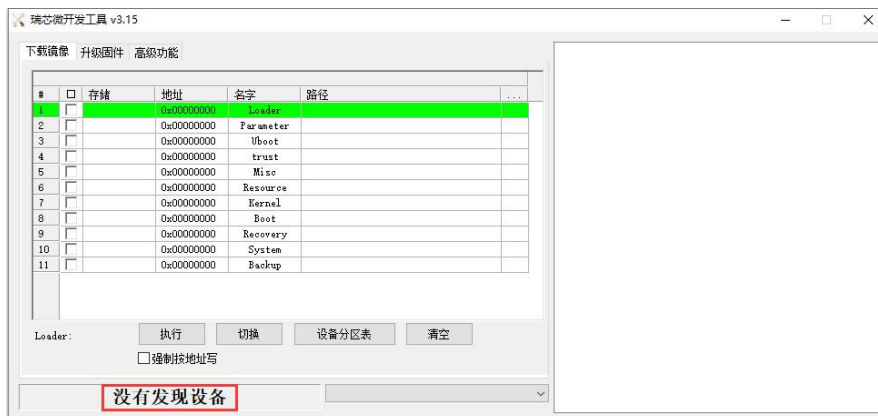 瑞芯微开发工具 v3.15
下载镜像 升级固件 高级功能
# 存储 地址 名字 路径 ...
1 0x00000000 Loader
2 0x00000000 Parameter
3 0x00000000 Uboot
4 0x00000000 trust
5 0x00000000 Misc
6 0x00000000 Resource
7 0x00000000 Kernel
8 0x00000000 Boot
9 0x00000000 Recovery
10 0x00000000 System
11 0x00000000 Backup
Loader: 执行 切换 设备分区表 清空
强制按地址写
没有发现设备